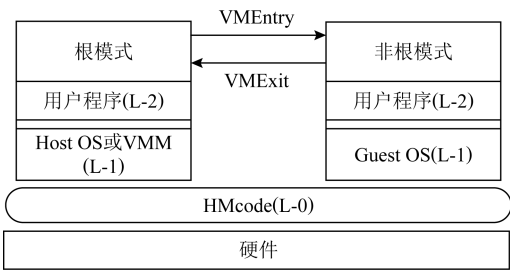 VMEntry
根模式
非根模式
VMExit
用户程序(L-2)
用户程序(L-2)
Host OS或VMM
(L-1)
Guest OS(L-1)
HMcode(L-0)
硬件